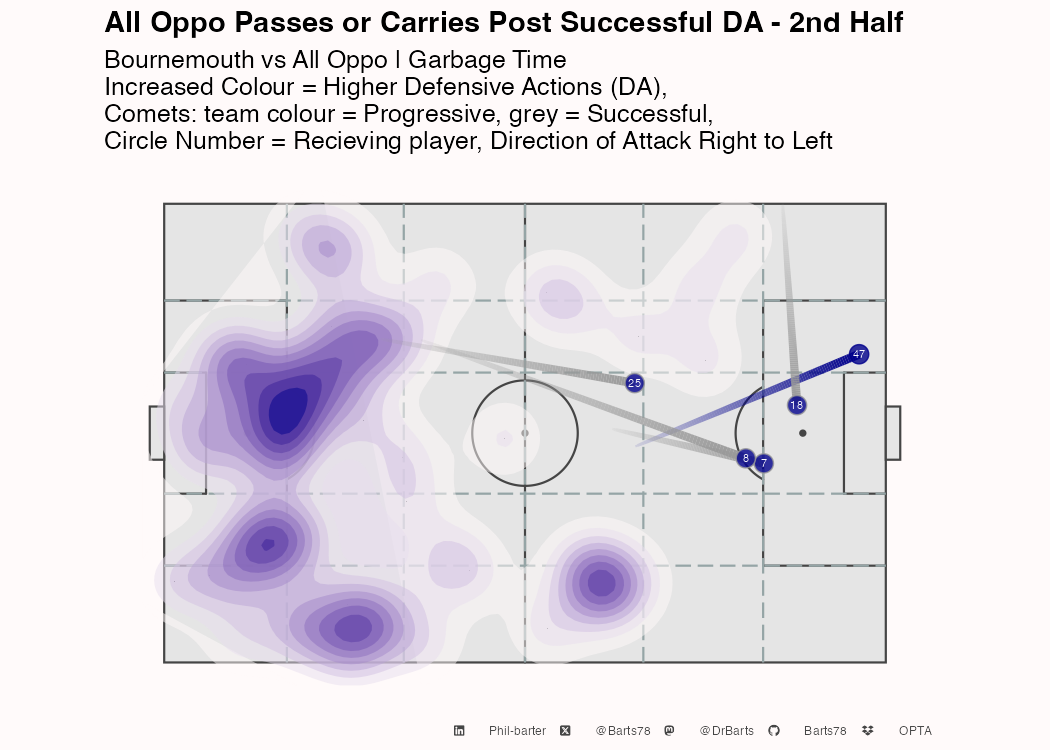 All Oppo Passes or Carries Post Successful DA - 2nd Half
Bournemouth vs All Oppo | Garbage Time
Increased Colour = Higher Defensive Actions (DA),
Comets: team colour = Progressive, grey = Successful,
Circle Number = Recieving player, Direction of Attack Right to Left
47
25
18
8
7
Phil-barter @Barts78 @DrBarts Barts78 OPTA